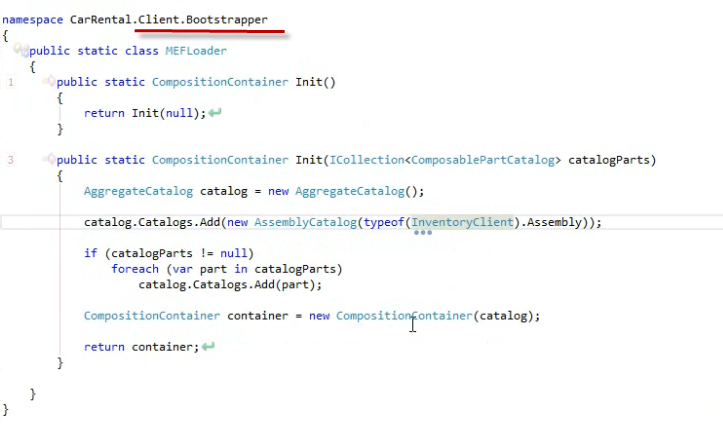 namespace CarRental.Client.Bootstrapper
{
public static class MEFLoader
{
1 public static CompositionContainer Init()
{
return Init(null);
}
3 public static CompositionContainer Init(ICollection<ComposablePartCatalog> catalogParts)
{
AggregateCatalog catalog = new AggregateCatalog();
catalog.Catalogs.Add(new AssemblyCatalog(typeof(InventoryClient).Assembly));
if (catalogParts != null)
foreach (var part in catalogParts)
catalog.Catalogs.Add(part);
CompositionContainer container = new CompositionContainer(catalog);
return container;
}
}
}